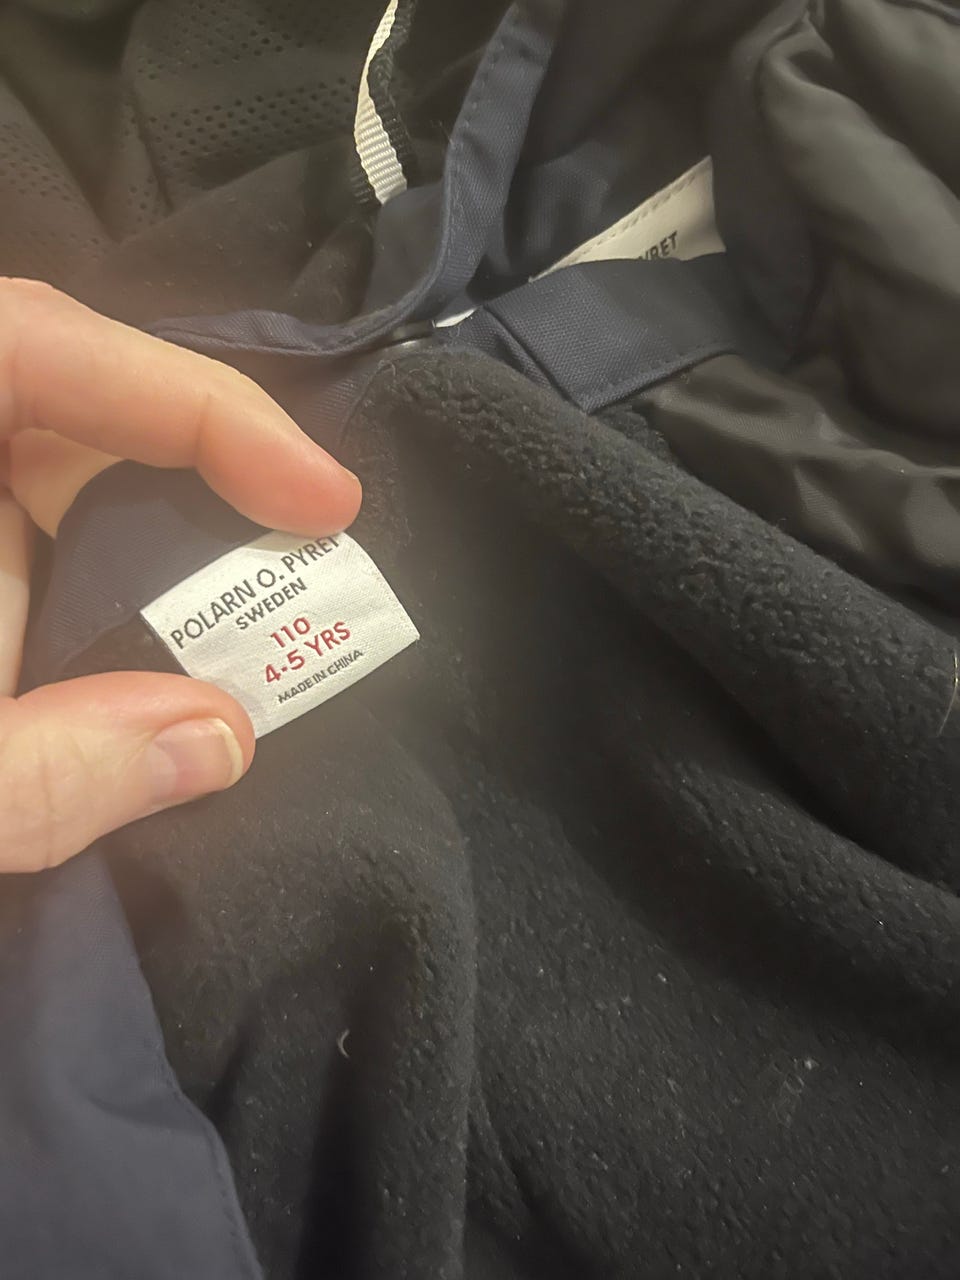 POLARN O. PYRET
SWEDEN
110
4-5 YRS
MADE IN CHINA